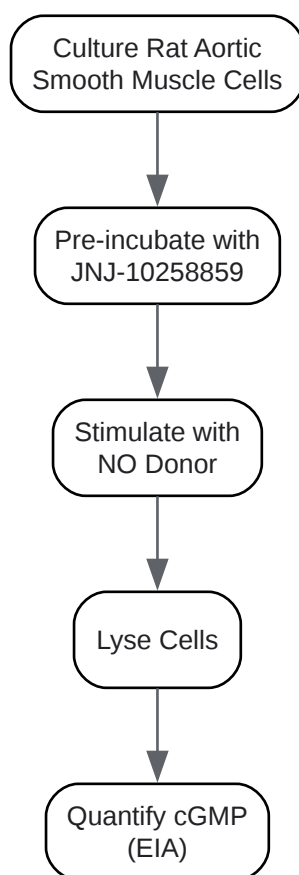 Culture Rat Aortic
Smooth Muscle Cells
Pre-incubate with
JNJ-10258859
Stimulate with
NO Donor
Lyse Cells
Quantify cGMP
(EIA)